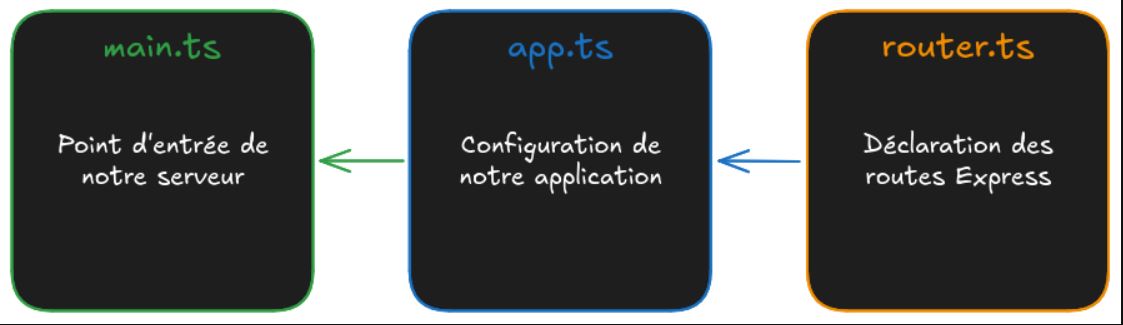 main.ts
Point d'entrée de
notre serveur
app.ts
Configuration de
notre application
router.ts
Déclaration des
routes Express